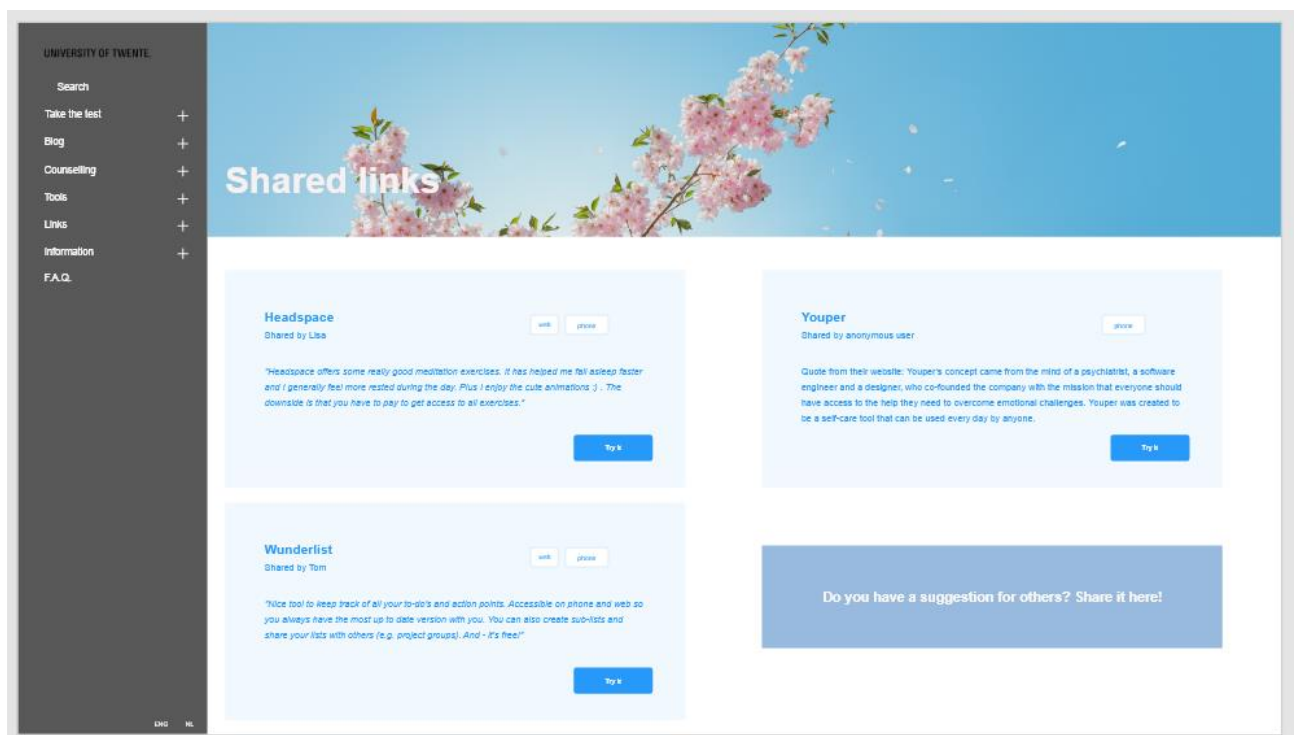 UNIVERSITY OF TWENTE.
Search
Take the test
Blog
Counselling
Tools
Links
Information
F.A.Q.
ENG NL
Shared links
Headspace
Shared by Lisa
web phone
"Headspace offers some really good meditation exercises. It has helped me fall asleep faster
and I generally feel more rested during the day. Plus I enjoy the cute animations :) . The
downside is that you have to pay to get access to all exercises."
Try it
Youper
Shared by anonymous user
phone
Quote from their website: Youper's concept came from the mind of a psychiatrist, a software
engineer and a designer, who co-founded the company with the mission that everyone should
have access to the help they need to overcome emotional challenges. Youper was created to
be a self-care tool that can be used every day by anyone.
Try it
Wunderlist
Shared by Tom
web phone
"Nice tool to keep track of all your to-do's and action points. Accessible on phone and web so
you always have the most up to date version with you. You can also create sub-lists and
share your lists with others (e.g. project groups). And - it's free!"
Try it
Do you have a suggestion for others? Share it here!